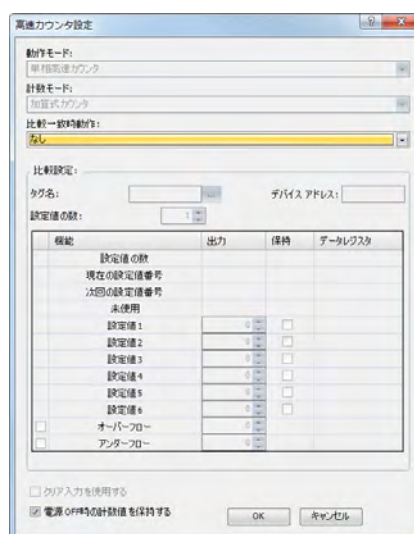 高速カウンタ設定
動作モード:
単相高速カウンタ
計数モード:
加算式カウンタ
比較一致時動作:
なし
比較設定:
タグ名: ... デバイス アドレス:
設定値の数: 1
機能 出力 保持 データレジスタ
設定値の数
現在の設定値番号
次回の設定値番号
未使用
設定値1 0
設定値2 0
設定値3 0
設定値4 0
設定値5 0
設定値6 0
オーバーフロー 0
アンダーフロー 0
クリア入力を使用する
電源OFF時の計数値を保持する OK キャンセル